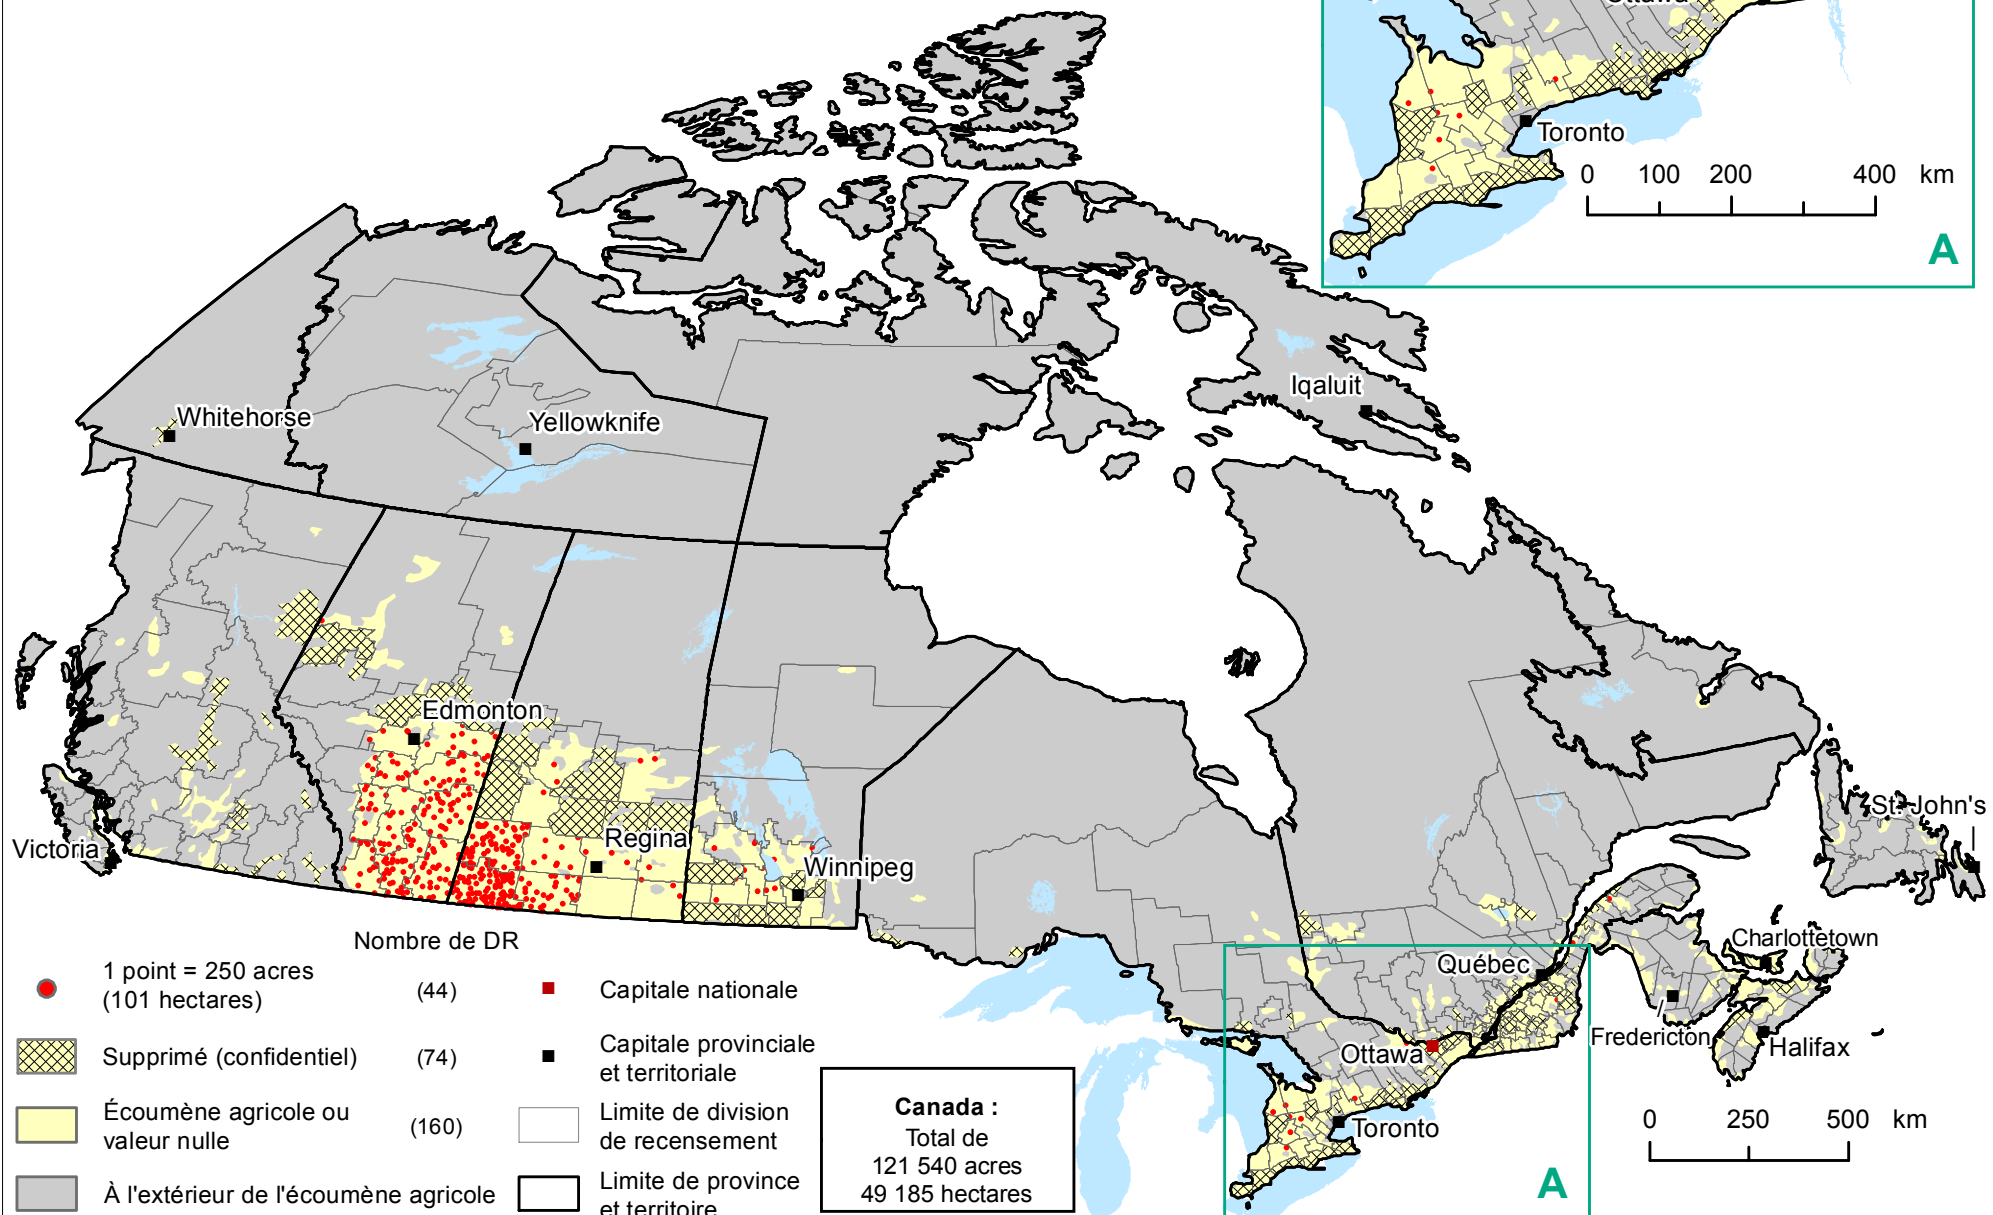 Ottawa
Toronto
0 100 200 400 km
A
Iqaluit
Whitehorse
Yellowknife
Edmonton
Regina
Winnipeg
Victoria
St. John's
Charlottetown
Québec
Fredericton
Halifax
Ottawa
Toronto
A
0 250 500 km
Nombre de DR
1 point = 250 acres
(101 hectares)
(44)
Supprimé (confidentiel)
(74)
Écoumène agricole ou
valeur nulle
(160)
À l'extérieur de l'écoumène agricole
Capitale nationale
Capitale provinciale
et territoriale
Limite de division
de recensement
Limite de province
et territoire
Canada :
Total de
121 540 acres
49 185 hectares